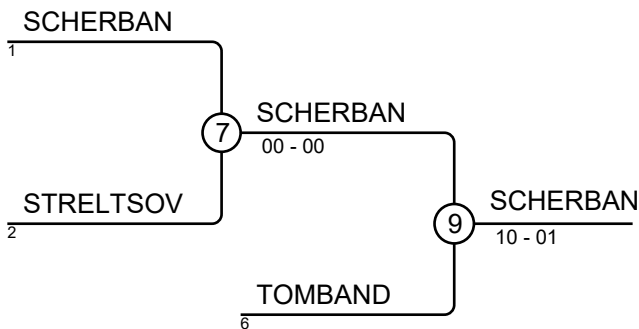 SCHERBAN
1
7
SCHERBAN
00 - 00
STRELTSOV
2
9
SCHERBAN
10 - 01
TOMBAND
6